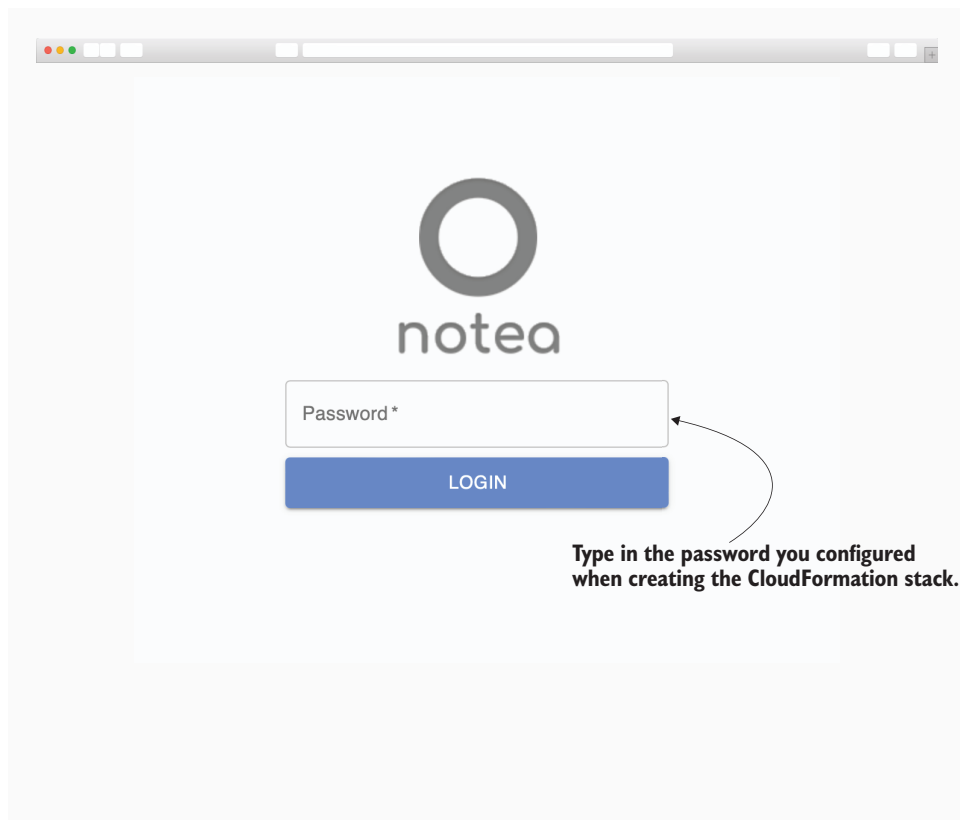 notea
Password *
LOGIN
Type in the password you configured
when creating the CloudFormation stack.